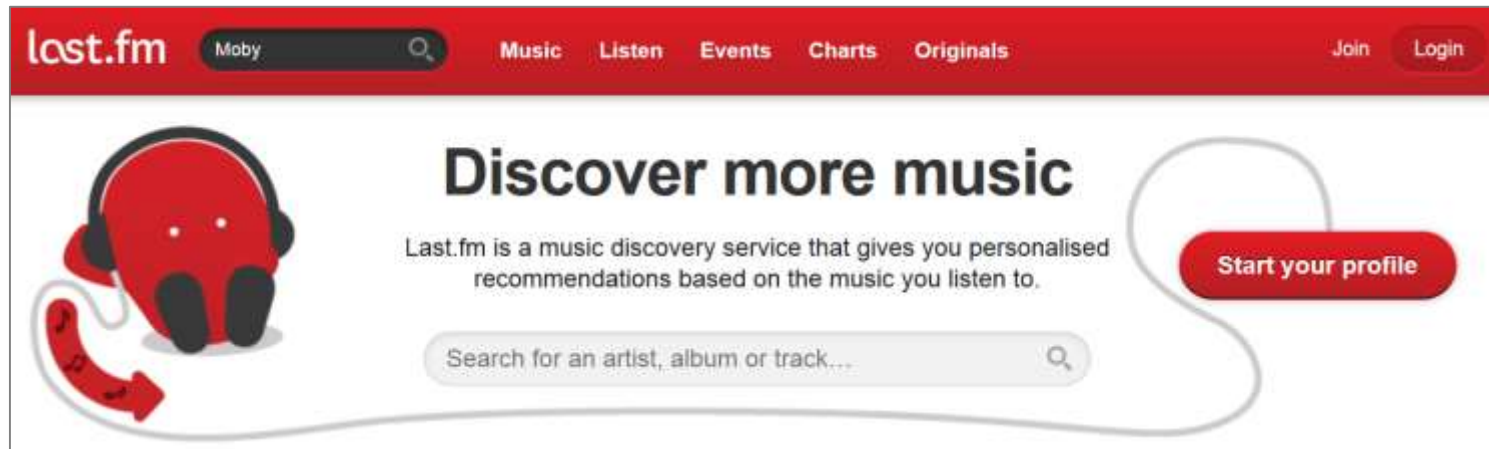 last.fm Moby Music Listen Events Charts Originals Join Login
Discover more music
Last.fm is a music discovery service that gives you personalised
recommendations based on the music you listen to.
Start your profile
Search for an artist, album or track...